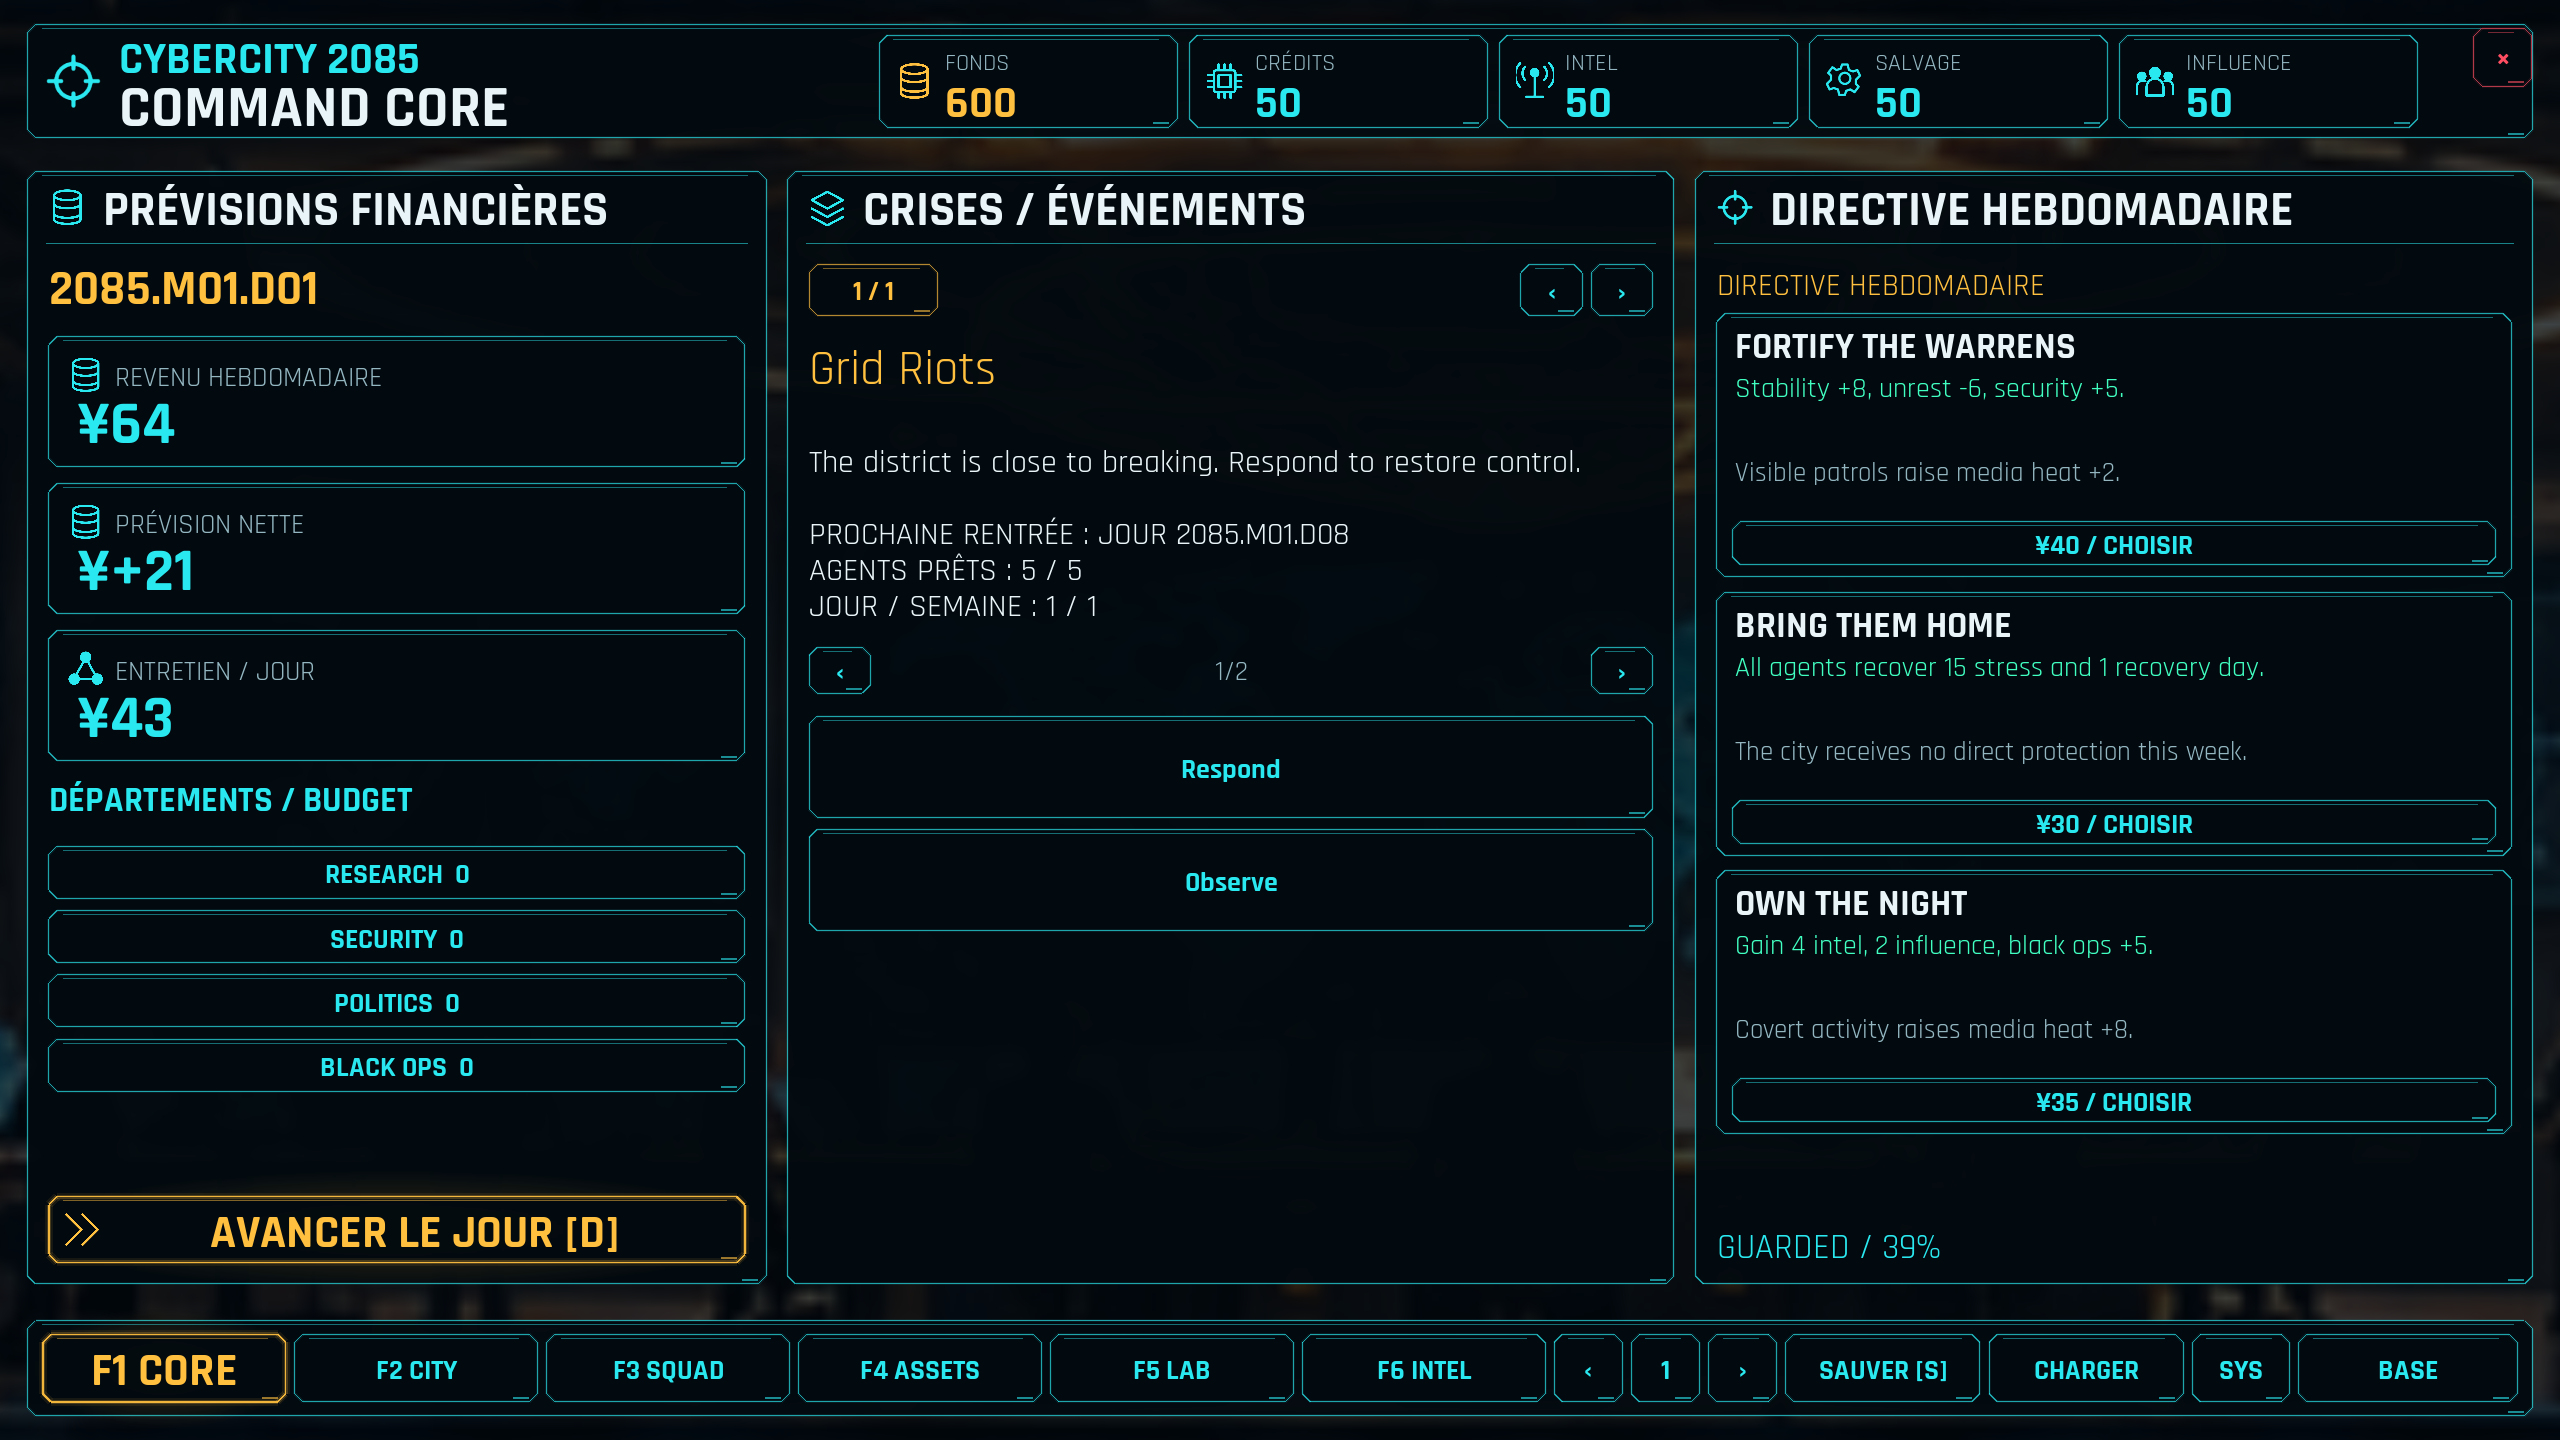 CYBERCITY 2085
COMMAND CORE
FONDS
600
CRÉDITS
50
INTEL
50
SALVAGE
50
INFLUENCE
50
×
PRÉVISIONS FINANCIÈRES
2085.M01.D01
REVENU HEBDOMADAIRE
¥64
PRÉVISION NETTE
¥+21
ENTRETIEN / JOUR
¥43
DÉPARTEMENTS / BUDGET
RESEARCH 0
SECURITY 0
POLITICS 0
BLACK OPS 0
AVANCER LE JOUR [D]
CRISES / ÉVÉNEMENTS
1 / 1
‹ ›
Grid Riots
The district is close to breaking. Respond to restore control.
PROCHAINE RENTRÉE : JOUR 2085.M01.D08
AGENTS PRÊTS : 5 / 5
JOUR / SEMAINE : 1 / 1
‹ 1/2 ›
Respond
Observe
DIRECTIVE HEBDOMADAIRE
DIRECTIVE HEBDOMADAIRE
FORTIFY THE WARRENS
Stability +8, unrest -6, security +5.
Visible patrols raise media heat +2.
¥40 / CHOISIR
BRING THEM HOME
All agents recover 15 stress and 1 recovery day.
The city receives no direct protection this week.
¥30 / CHOISIR
OWN THE NIGHT
Gain 4 intel, 2 influence, black ops +5.
Covert activity raises media heat +8.
¥35 / CHOISIR
GUARDED / 39%
F1 CORE
F2 CITY
F3 SQUAD
F4 ASSETS
F5 LAB
F6 INTEL
‹ 1 ›
SAUVER [S]
CHARGER
SYS
BASE